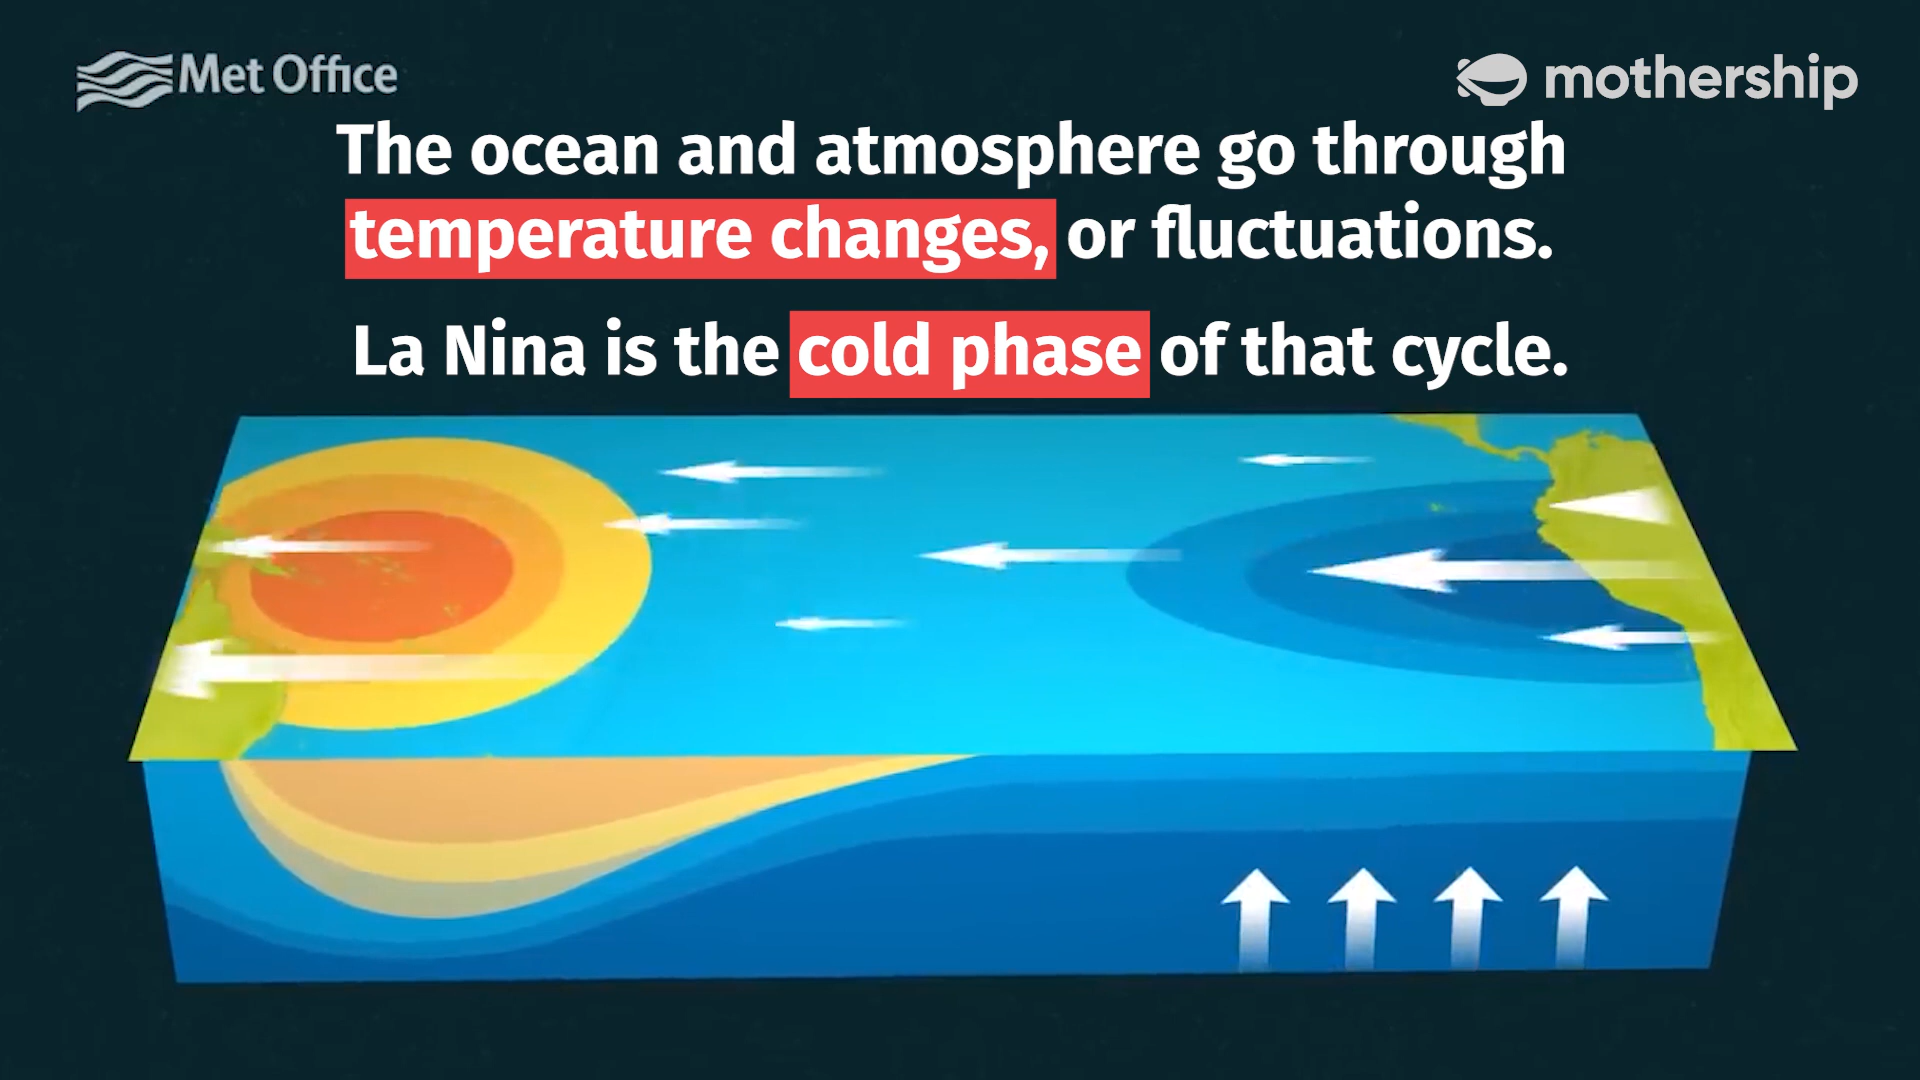 Met Office
mothership
The ocean and atmosphere go through
temperature changes, or fluctuations.
La Nina is the cold phase of that cycle.